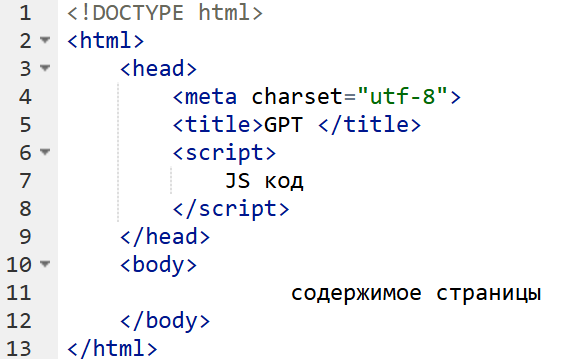 1 <!DOCTYPE html>
2 <html>
3 <head>
4 <meta charset="utf-8">
5 <title>GPT </title>
6 <script>
7 JS код
8 </script>
9 </head>
10 <body>
11 содержимое страницы
12 </body>
13 </html>